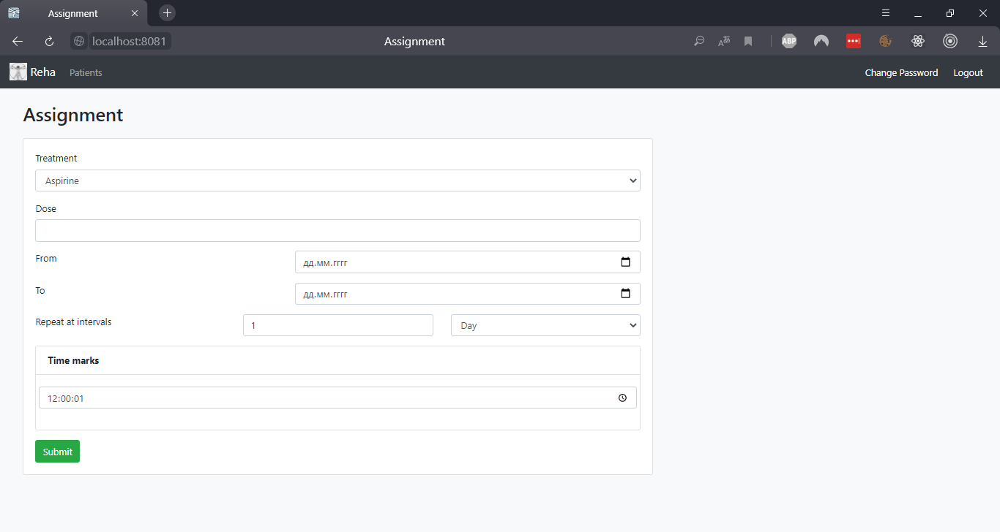 Assignment
localhost:8081
Assignment
ABP
Reha
Patients
Change Password
Logout
Assignment
Treatment
Aspirine
Dose
From
дд.мм.гггг
To
дд.мм.гггг
Repeat at intervals
1
Day
Time marks
12:00:01
Submit